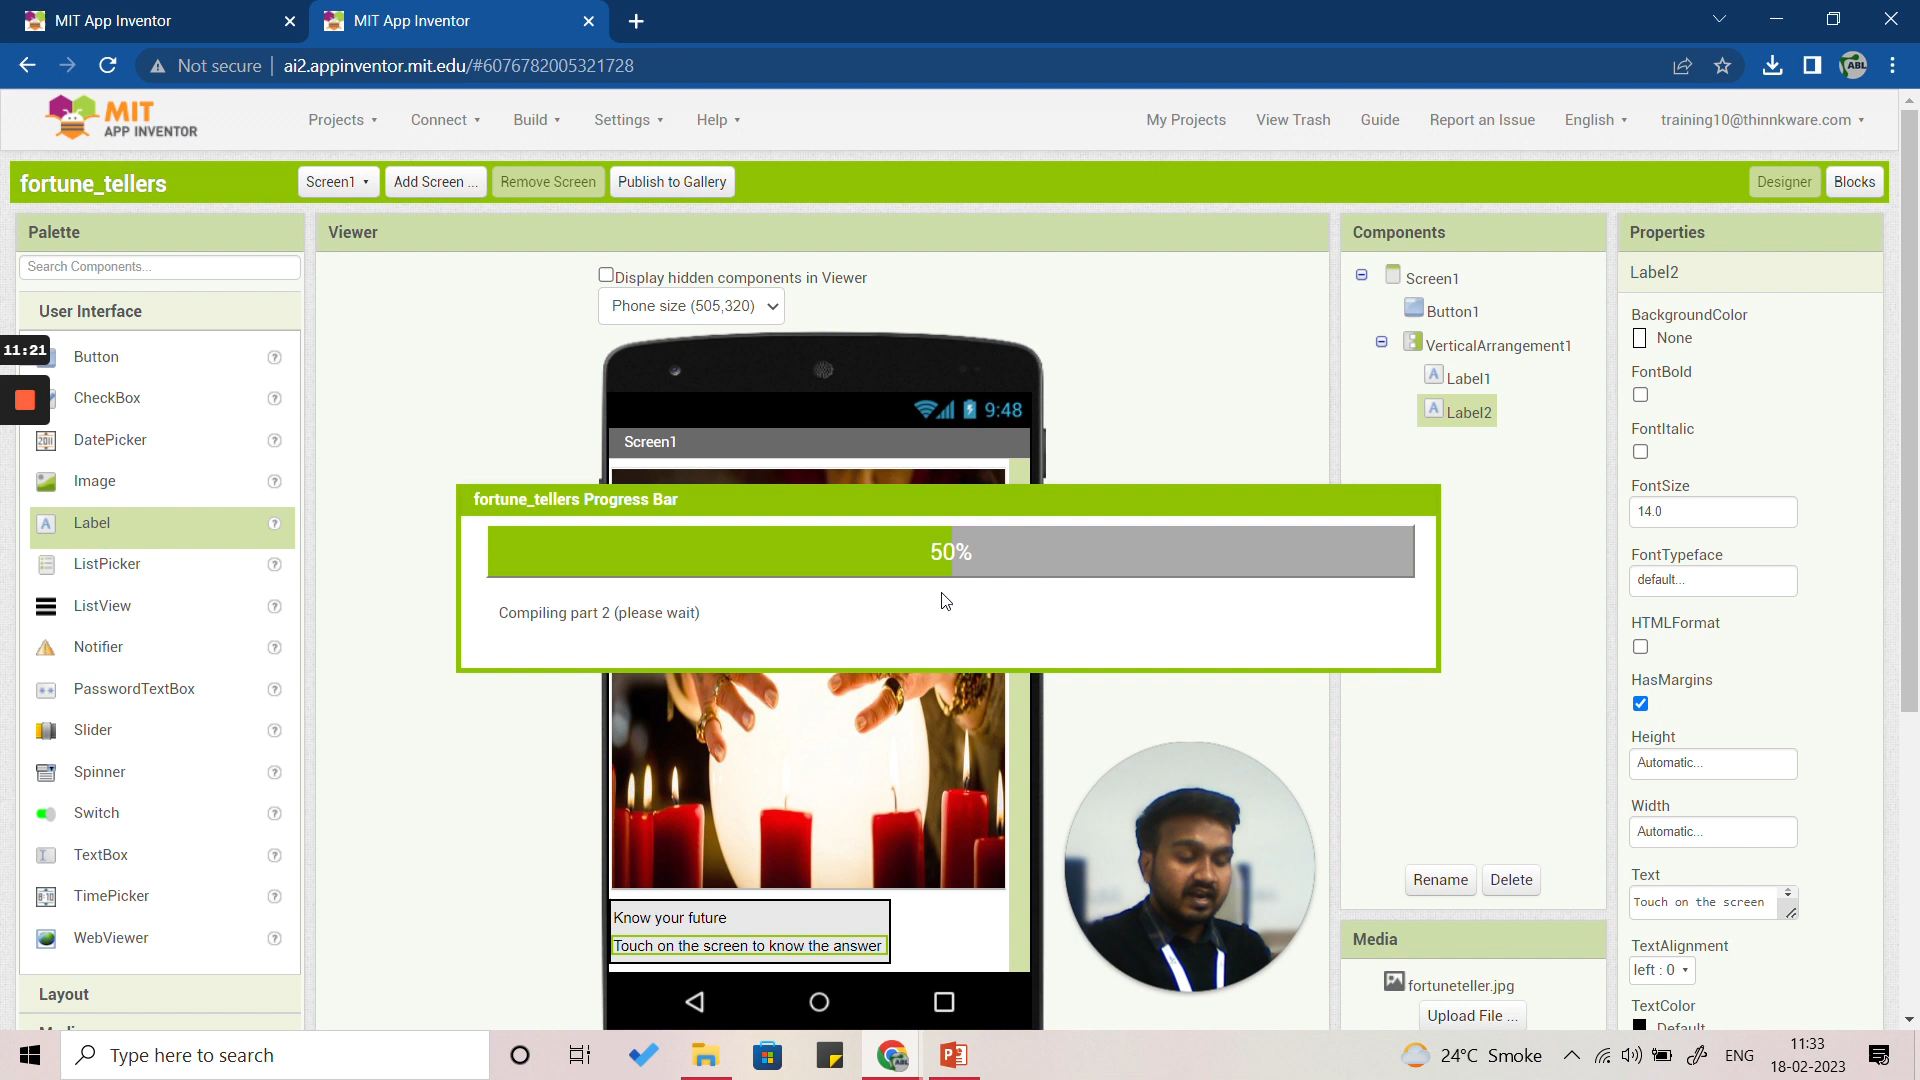 MIT App Inventor
MIT App Inventor
Not secure
ai2.appinventor.mit.edu/#6076782005321728
ABL
MIT
APP INVENTOR
Projects
Connect
Build
Settings
Help
My Projects
View Trash
Guide
Report an Issue
English
training10@thinnkware.com
fortune_tellers
Screen1
Add Screen ...
Remove Screen
Publish to Gallery
Designer
Blocks
Palette
Search Components...
User Interface
11:21
Button
CheckBox
DatePicker
Image
Label
ListPicker
ListView
Notifier
PasswordTextBox
Slider
Spinner
Switch
TextBox
TimePicker
WebViewer
Layout
Viewer
Display hidden components in Viewer
Phone size (505,320)
9:48
Screen1
fortune_tellers Progress Bar
50%
Compiling part 2 (please wait)
Know your future
Touch on the screen to know the answer
Components
Screen1
Button1
VerticalArrangement1
Label1
Label2
Rename
Delete
Media
fortuneteller.jpg
Upload File ...
Properties
Label2
BackgroundColor
None
FontBold
FontItalic
FontSize
14.0
FontTypeface
default...
HTMLFormat
HasMargins
Height
Automatic...
Width
Automatic...
Text
Touch on the screen
TextAlignment
left : 0
TextColor
Default
Type here to search
24°C Smoke
ENG
11:33
18-02-2023